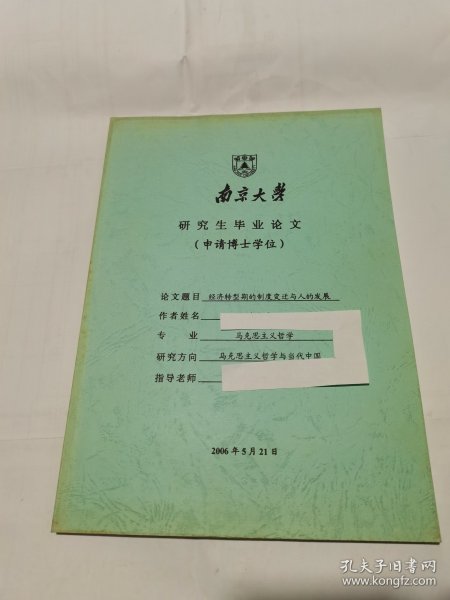 南京大学
研究生毕业论文
(申请博士学位)
论文题目 经济转型期的制度变迁与人的发展
作者姓名
专 业 马克思主义哲学
研究方向 马克思主义哲学与当代中国
指导老师
2006年5月21日
孔夫子旧书网
www.kongfz.com